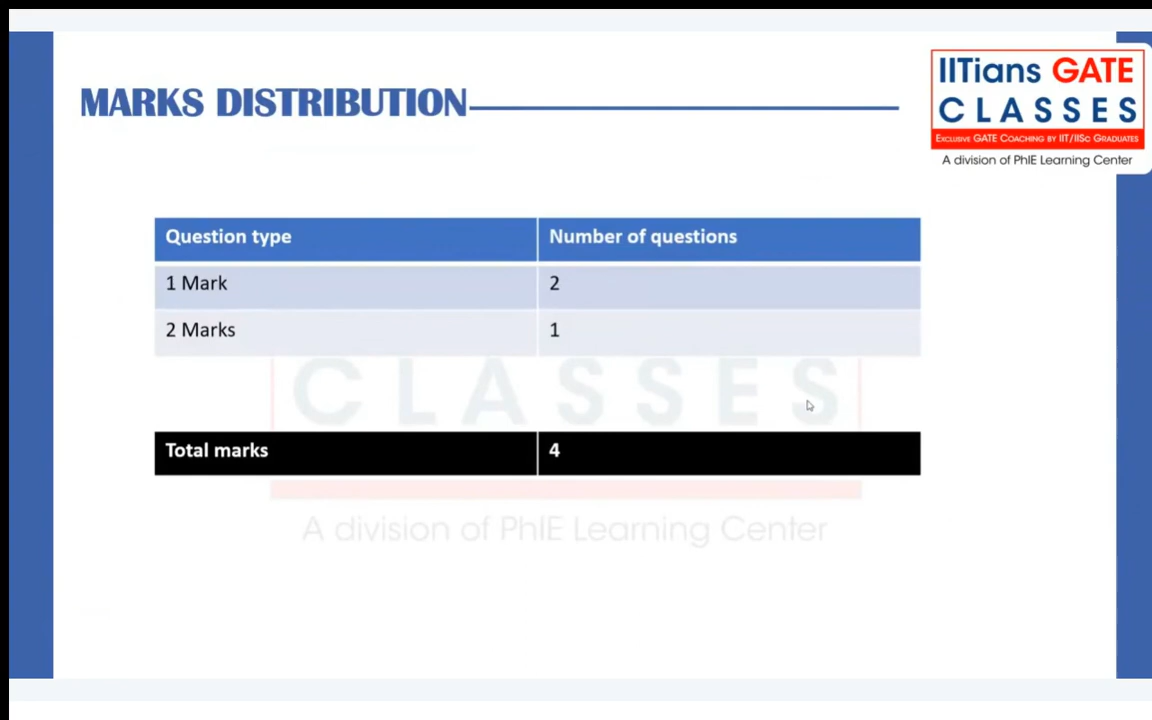 IITians GATE
CLASSES
EXCLUSIVE GATE COACHING BY IIT/IISc GRADUATES
A division of PhIE Learning Center
MARKS DISTRIBUTION
Question type Number of questions
1 Mark 2
2 Marks 1
CLASSES
Total marks 4
A division of PhIE Learning Center